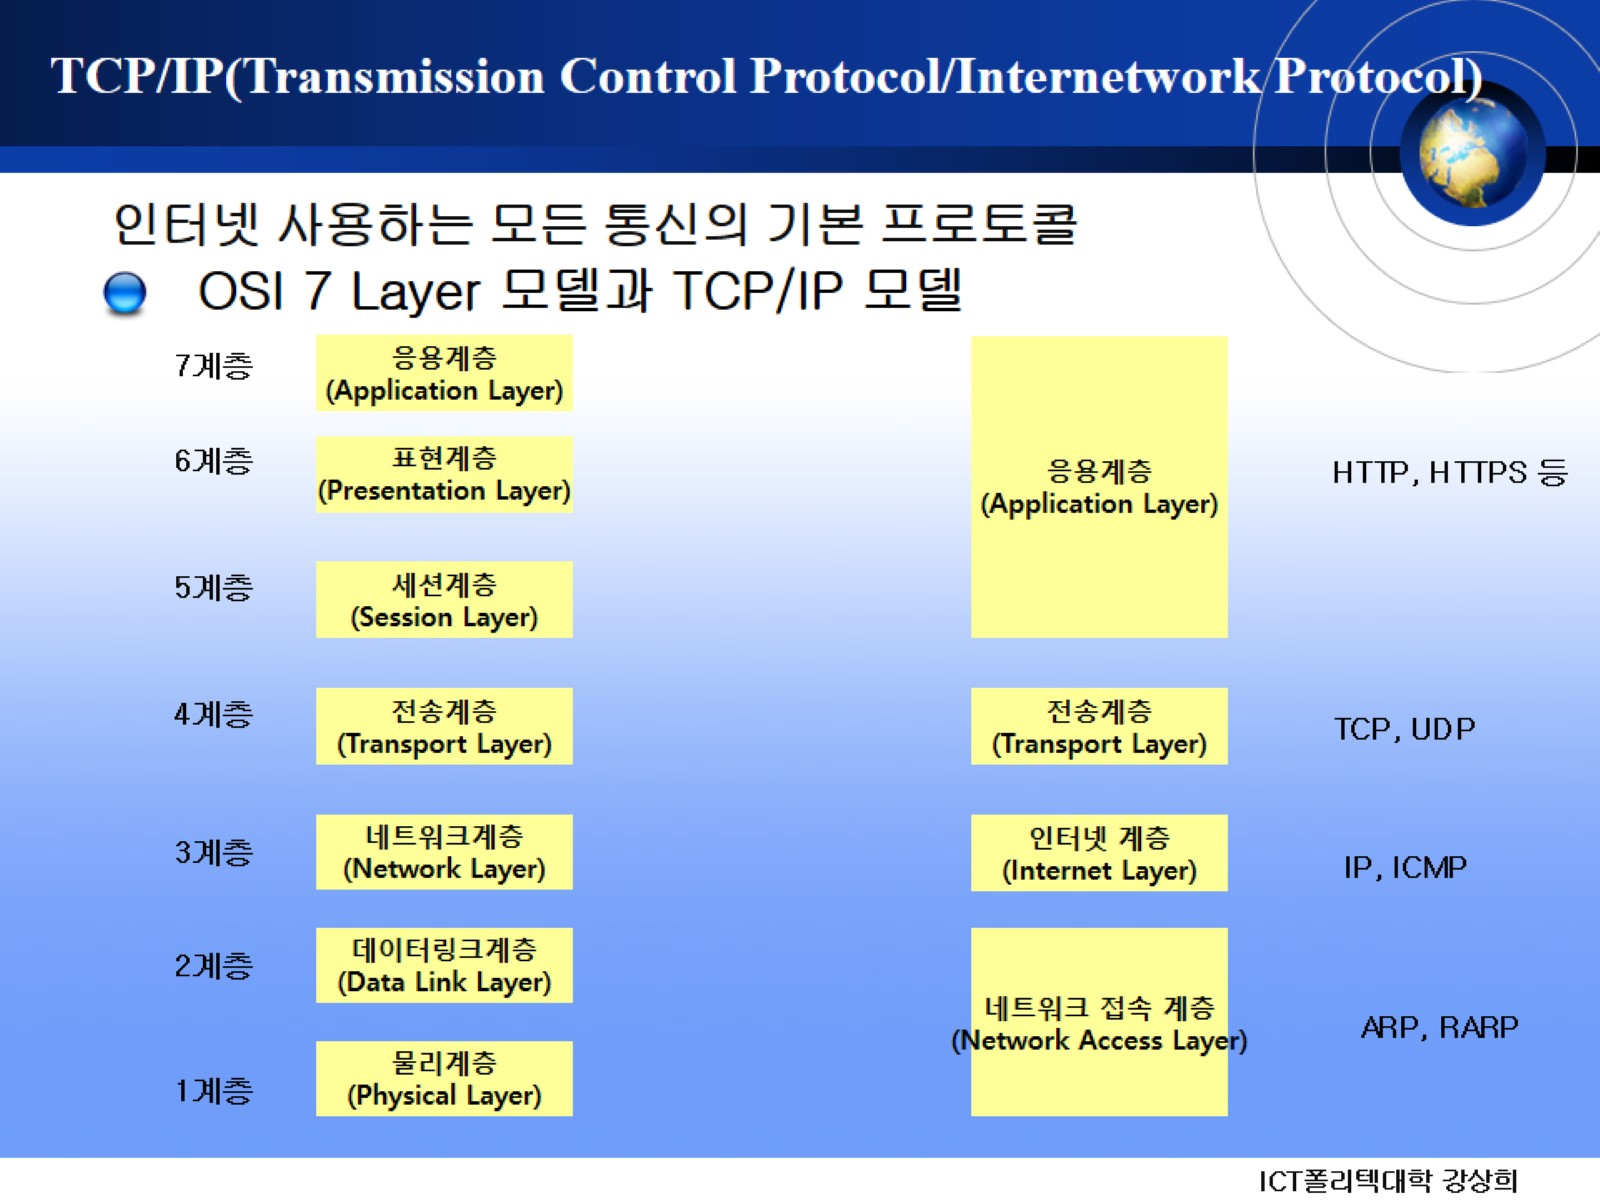 TCP/IP(Transmission Control Protocol/Internetwork Protocol)
인터넷 사용하는 모든 통신의 기본 프로토콜
OSI 7 Layer 모델과 TCP/IP 모델
7계층
응용계층
(Application Layer)
6계층
표현계층
(Presentation Layer)
5계층
세션계층
(Session Layer)
4계층
전송계층
(Transport Layer)
3계층
네트워크계층
(Network Layer)
2계층
데이터링크계층
(Data Link Layer)
1계층
물리계층
(Physical Layer)
응용계층
(Application Layer)
HTTP, HTTPS 등
전송계층
(Transport Layer)
TCP, UDP
인터넷 계층
(Internet Layer)
IP, ICMP
네트워크 접속 계층
(Network Access Layer)
ARP, RARP
ICT폴리텍대학 강상희